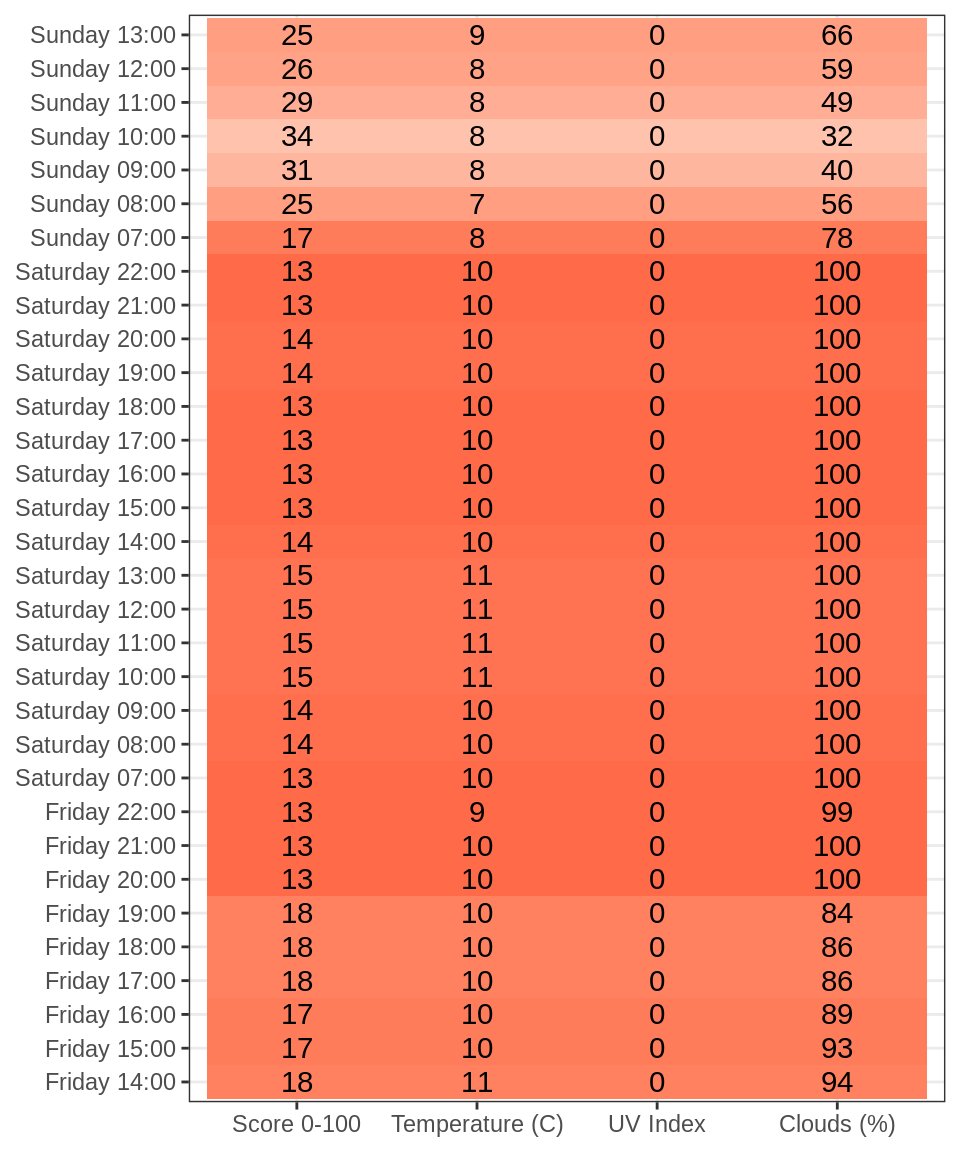 Sunday 13:00 25 9 0 66
Sunday 12:00 26 8 0 59
Sunday 11:00 29 8 0 49
Sunday 10:00 34 8 0 32
Sunday 09:00 31 8 0 40
Sunday 08:00 25 7 0 56
Sunday 07:00 17 8 0 78
Saturday 22:00 13 10 0 100
Saturday 21:00 13 10 0 100
Saturday 20:00 14 10 0 100
Saturday 19:00 14 10 0 100
Saturday 18:00 13 10 0 100
Saturday 17:00 13 10 0 100
Saturday 16:00 13 10 0 100
Saturday 15:00 13 10 0 100
Saturday 14:00 14 10 0 100
Saturday 13:00 15 11 0 100
Saturday 12:00 15 11 0 100
Saturday 11:00 15 11 0 100
Saturday 10:00 15 11 0 100
Saturday 09:00 14 10 0 100
Saturday 08:00 14 10 0 100
Saturday 07:00 13 10 0 100
Friday 22:00 13 9 0 99
Friday 21:00 13 10 0 100
Friday 20:00 13 10 0 100
Friday 19:00 18 10 0 84
Friday 18:00 18 10 0 86
Friday 17:00 18 10 0 86
Friday 16:00 17 10 0 89
Friday 15:00 17 10 0 93
Friday 14:00 18 11 0 94
Score 0-100 Temperature (C) UV Index Clouds (%)